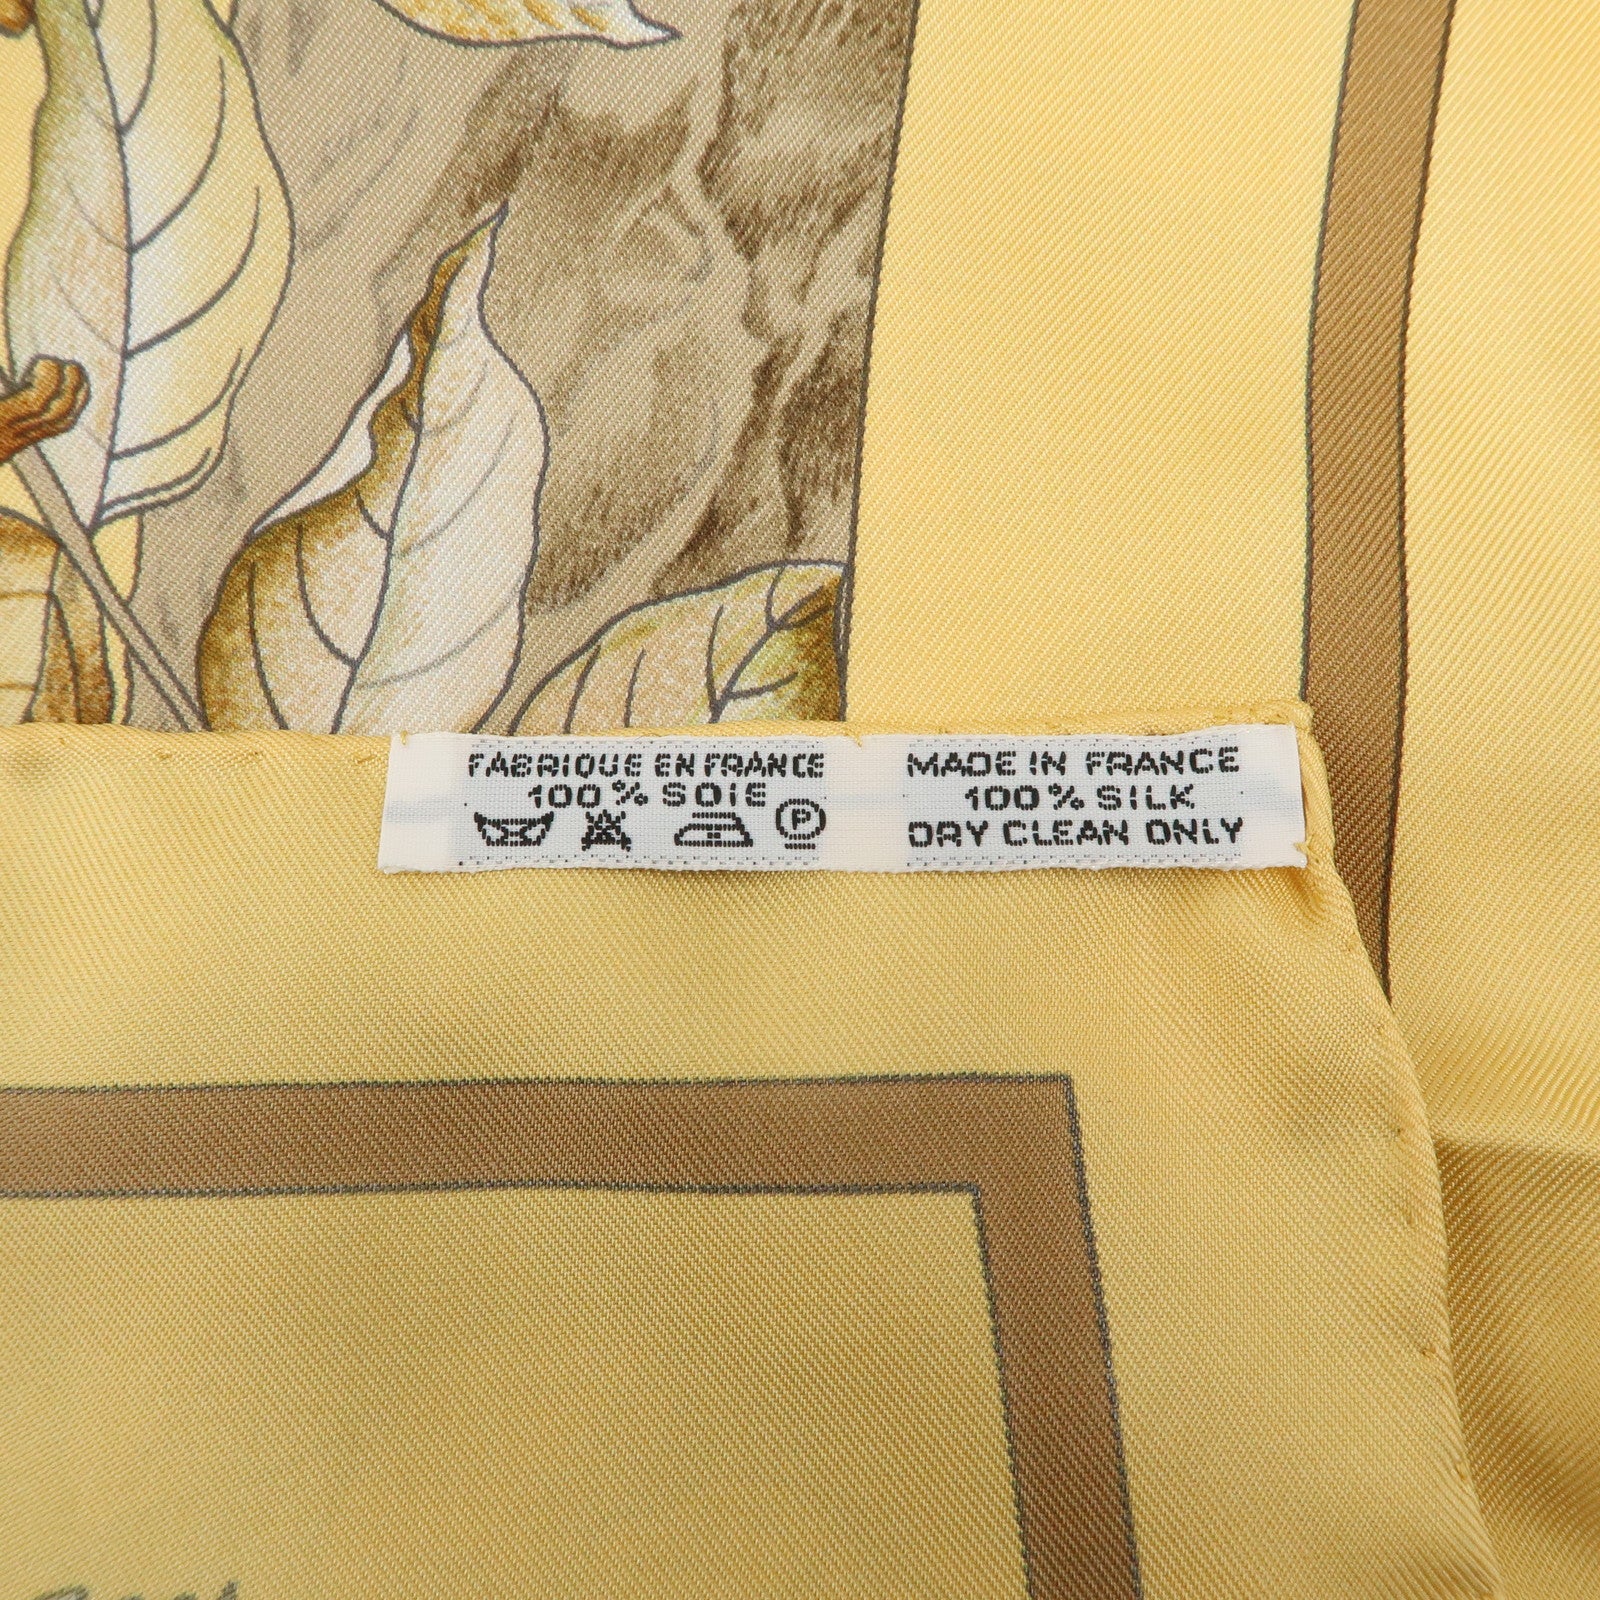 FABRIQUE EN FRANCE
100% SOIE
P
MADE IN FRANCE
100% SILK
DRY CLEAN ONLY